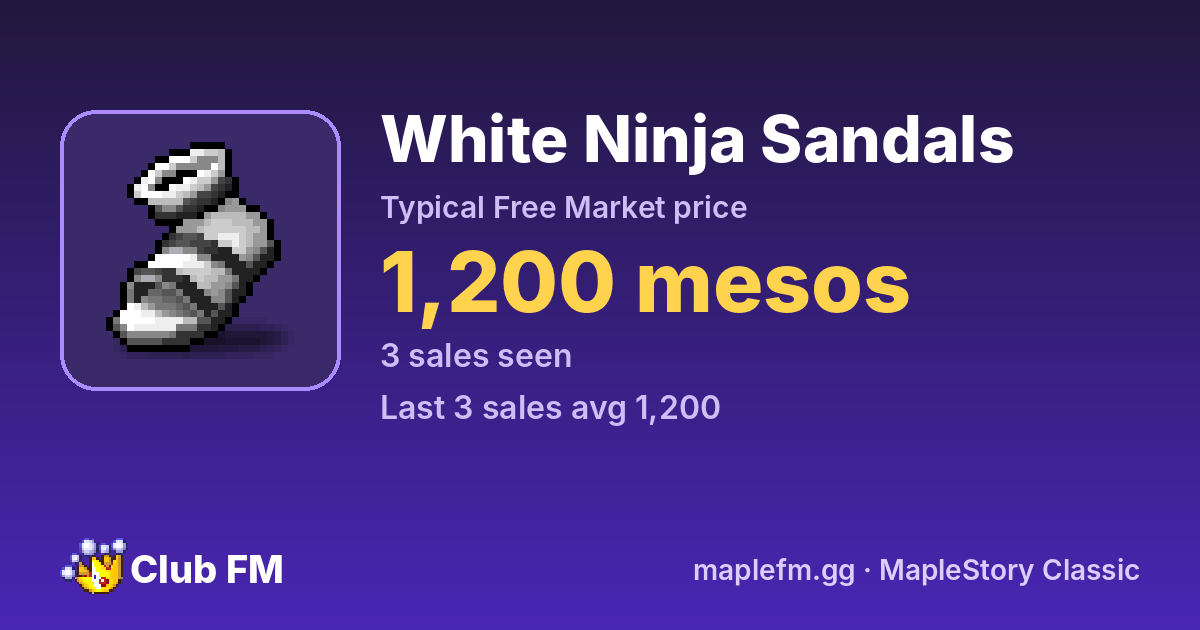 White Ninja Sandals
Typical Free Market price
1,200 mesos
3 sales seen
Last 3 sales avg 1,200
Club FM
maplefm.gg · MapleStory Classic